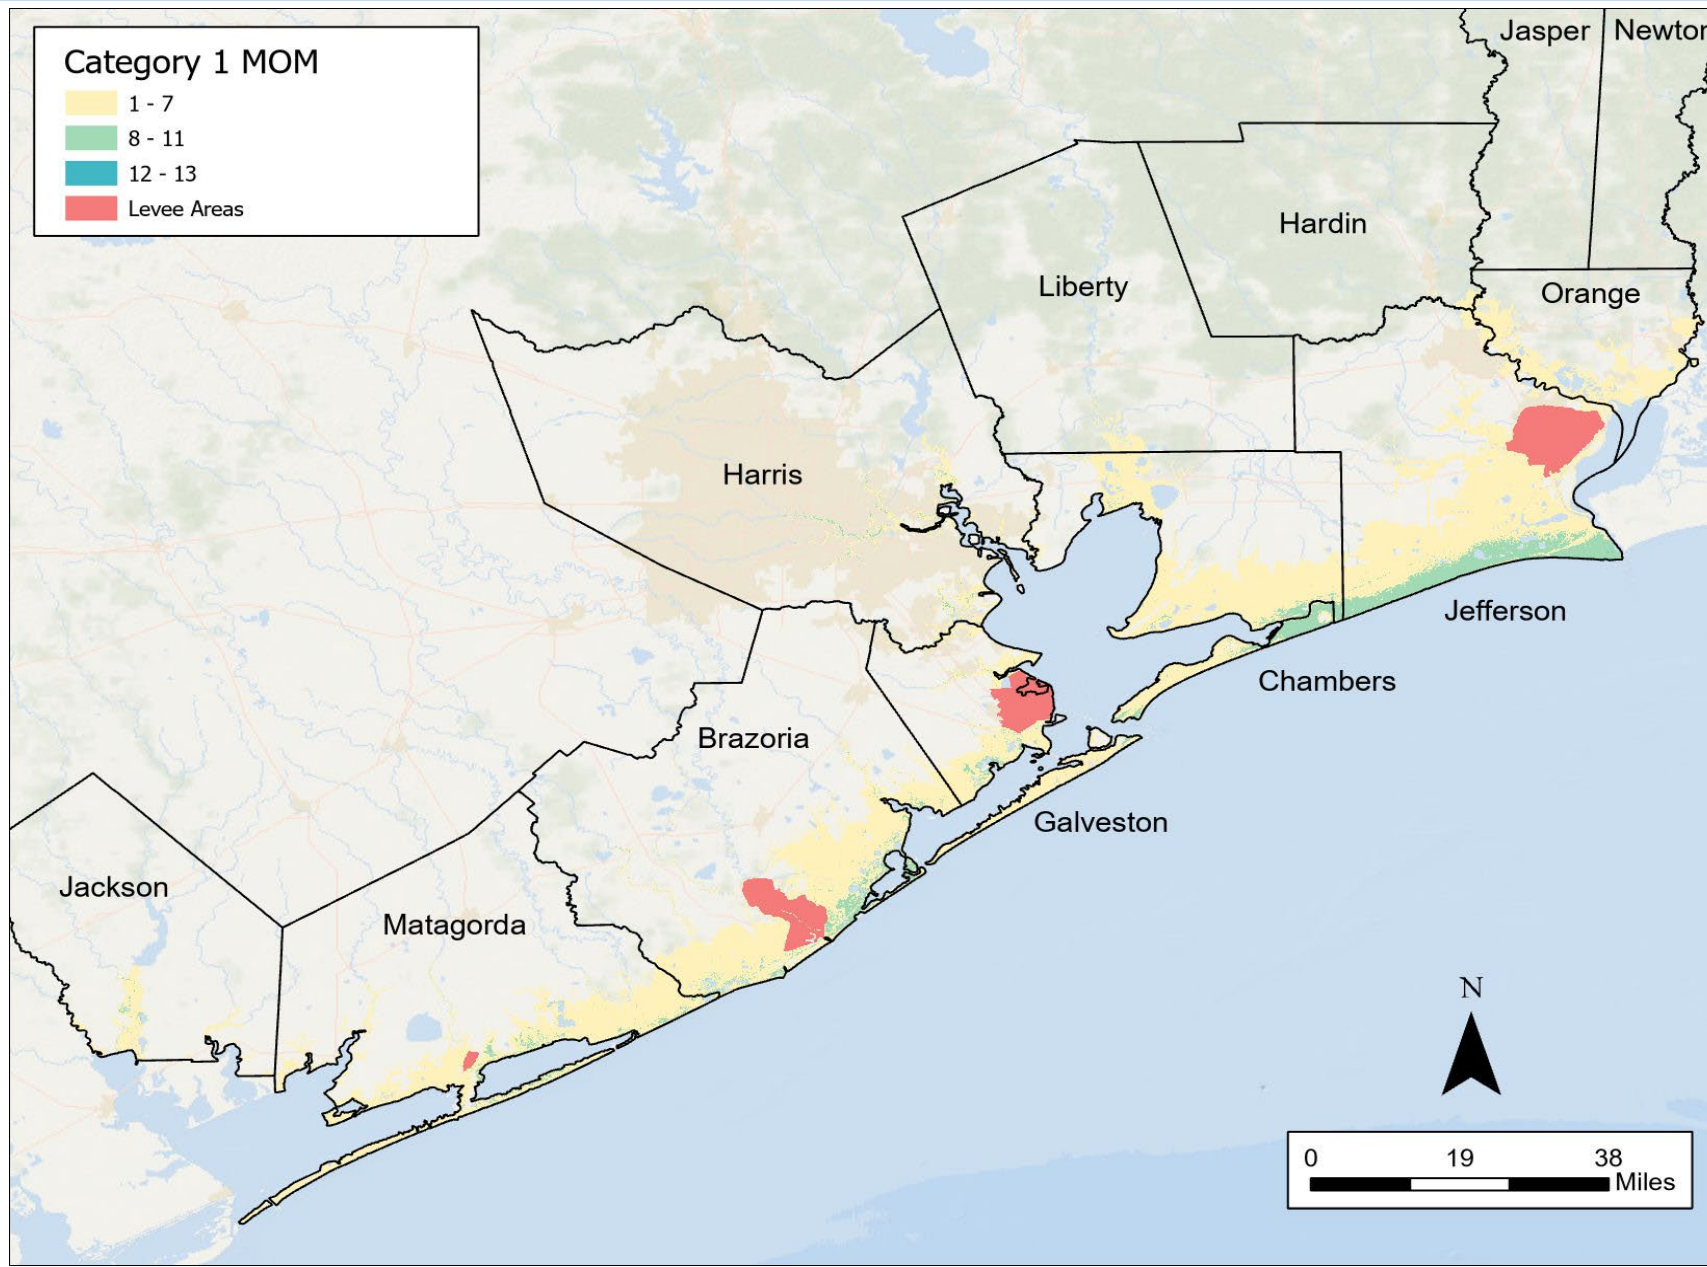 Category 1 MOM
1 - 7
8 - 11
12 - 13
Levee Areas
Jasper
Newton
Hardin
Liberty
Orange
Harris
Jefferson
Chambers
Brazoria
Galveston
Jackson
Matagorda
N
0 19 38
Miles